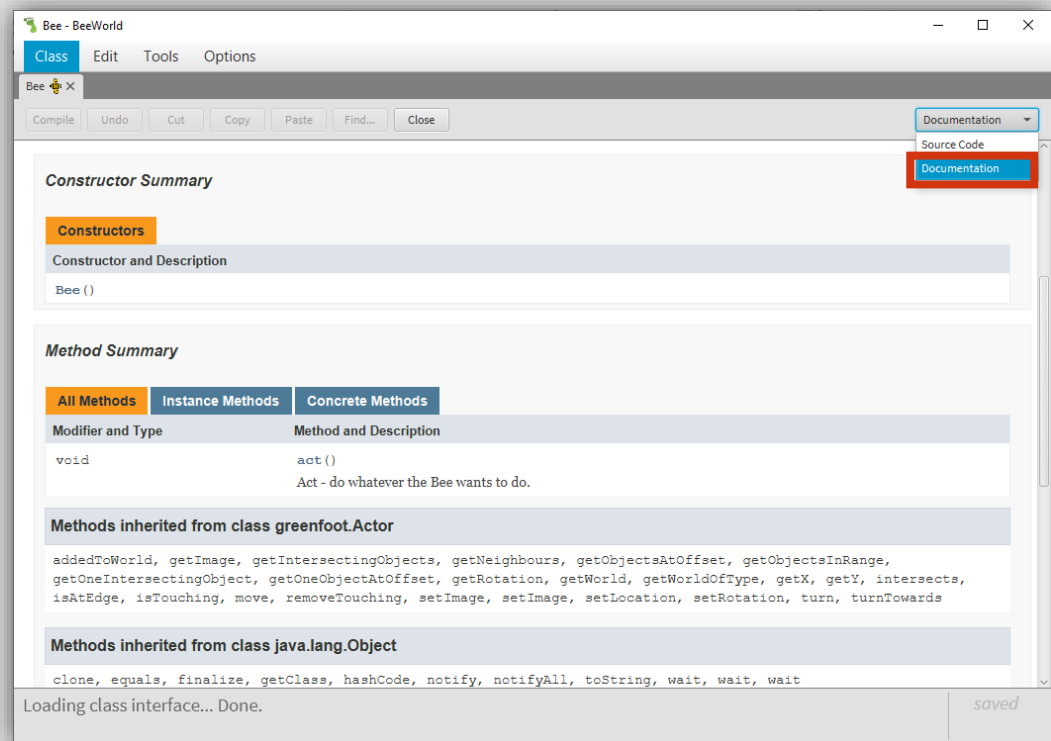 Bee - BeeWorld
Class Edit Tools Options
Bee
Compile Undo Cut Copy Paste Find... Close Documentation
Source Code
Documentation
Constructor Summary
Constructors
Constructor and Description
Bee()
Method Summary
All Methods Instance Methods Concrete Methods
Modifier and Type Method and Description
void act()
Act - do whatever the Bee wants to do.
Methods inherited from class greenfoot.Actor
addedToWorld, getImage, getIntersectingObjects, getNeighbours, getObjectsAtOffset, getObjectsInRange,
getOneIntersectingObject, getOneObjectAtOffset, getRotation, getWorld, getWorldOfType, getX, getY, intersects,
isAtEdge, isTouching, move, removeTouching, setImage, setImage, setLocation, setRotation, turn, turnTowards
Methods inherited from class java.lang.Object
clone, equals, finalize, getClass, hashCode, notify, notifyAll, toString, wait, wait, wait
Loading class interface... Done. saved